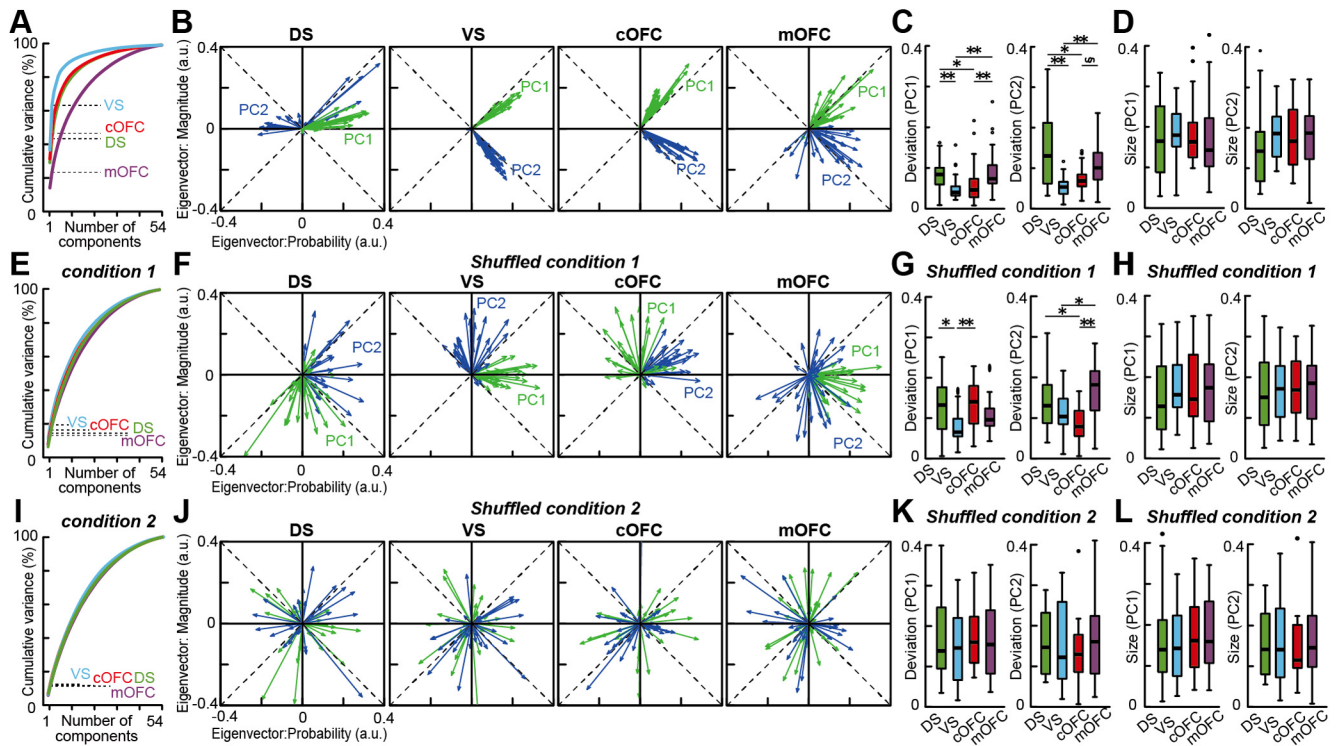 A
Cumulative variance (%)
100
0
VS
cOFC
DS
mOFC
1 Number of 54
components
B
DS VS cOFC mOFC
Eigenvector: Magnitude (a.u.)
0.4
0
-0.4
PC2 PC1
PC1 PC2
PC1 PC2
PC1 PC2
-0.4 0 0.4
Eigenvector:Probability (a.u.)
C
Deviation (PC1)
0.4
0
**
*
** **
DS VS cOFC mOFC
Deviation (PC2)
**
*
** §
DS VS cOFC mOFC
D
Size (PC1)
0.4
0
DS VS cOFC mOFC
Size (PC2)
0.4
0
DS VS cOFC mOFC
E condition 1
Cumulative variance (%)
100
0
VS cOFC DS
mOFC
1 Number of 54
components
F Shuffled condition 1
DS VS cOFC mOFC
Eigenvector: Magnitude (a.u.)
0.4
0
-0.4
PC2 PC1
PC2 PC1
PC1 PC2
PC1 PC2
-0.4 0 0.4
Eigenvector:Probability (a.u.)
G Shuffled condition 1
Deviation (PC1)
0.4
0
* **
DS VS cOFC mOFC
Deviation (PC2)
*
*
**
DS VS cOFC mOFC
H Shuffled condition 1
Size (PC1)
0.4
0
DS VS cOFC mOFC
Size (PC2)
0.4
0
DS VS cOFC mOFC
I condition 2
Cumulative variance (%)
100
0
VS cOFC DS
mOFC
1 Number of 54
components
J Shuffled condition 2
DS VS cOFC mOFC
Eigenvector: Magnitude (a.u.)
0.4
0
-0.4
-0.4 0 0.4
Eigenvector:Probability (a.u.)
K Shuffled condition 2
Deviation (PC1)
0.4
0
DS VS cOFC mOFC
Deviation (PC2)
DS VS cOFC mOFC
L Shuffled condition 2
Size (PC1)
0.4
0
DS VS cOFC mOFC
Size (PC2)
0.4
0
DS VS cOFC mOFC